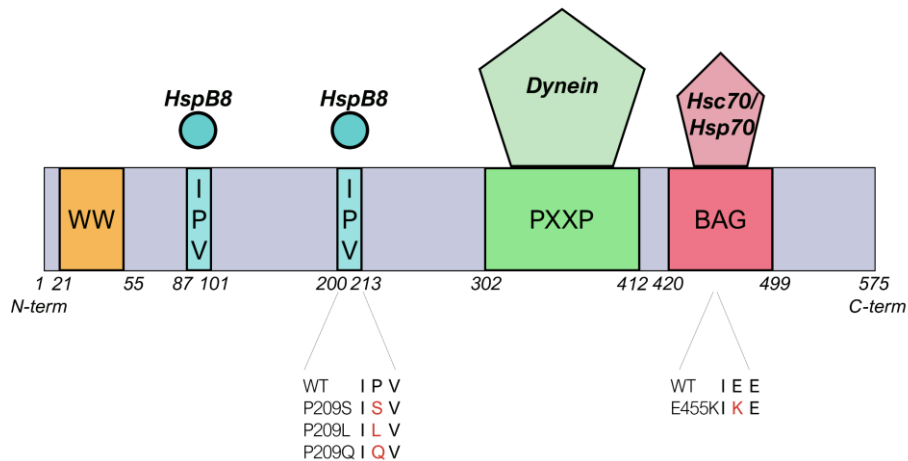 HspB8 HspB8 Dynein Hsc70/
Hsp70
WW I P V I P V PXXP BAG
1 21 55 87 101 200 213 302 412 420 499 575
N-term C-term
WT I P V
P209S I S V
P209L I L V
P209Q I Q V
WT I E E
E455K I K E